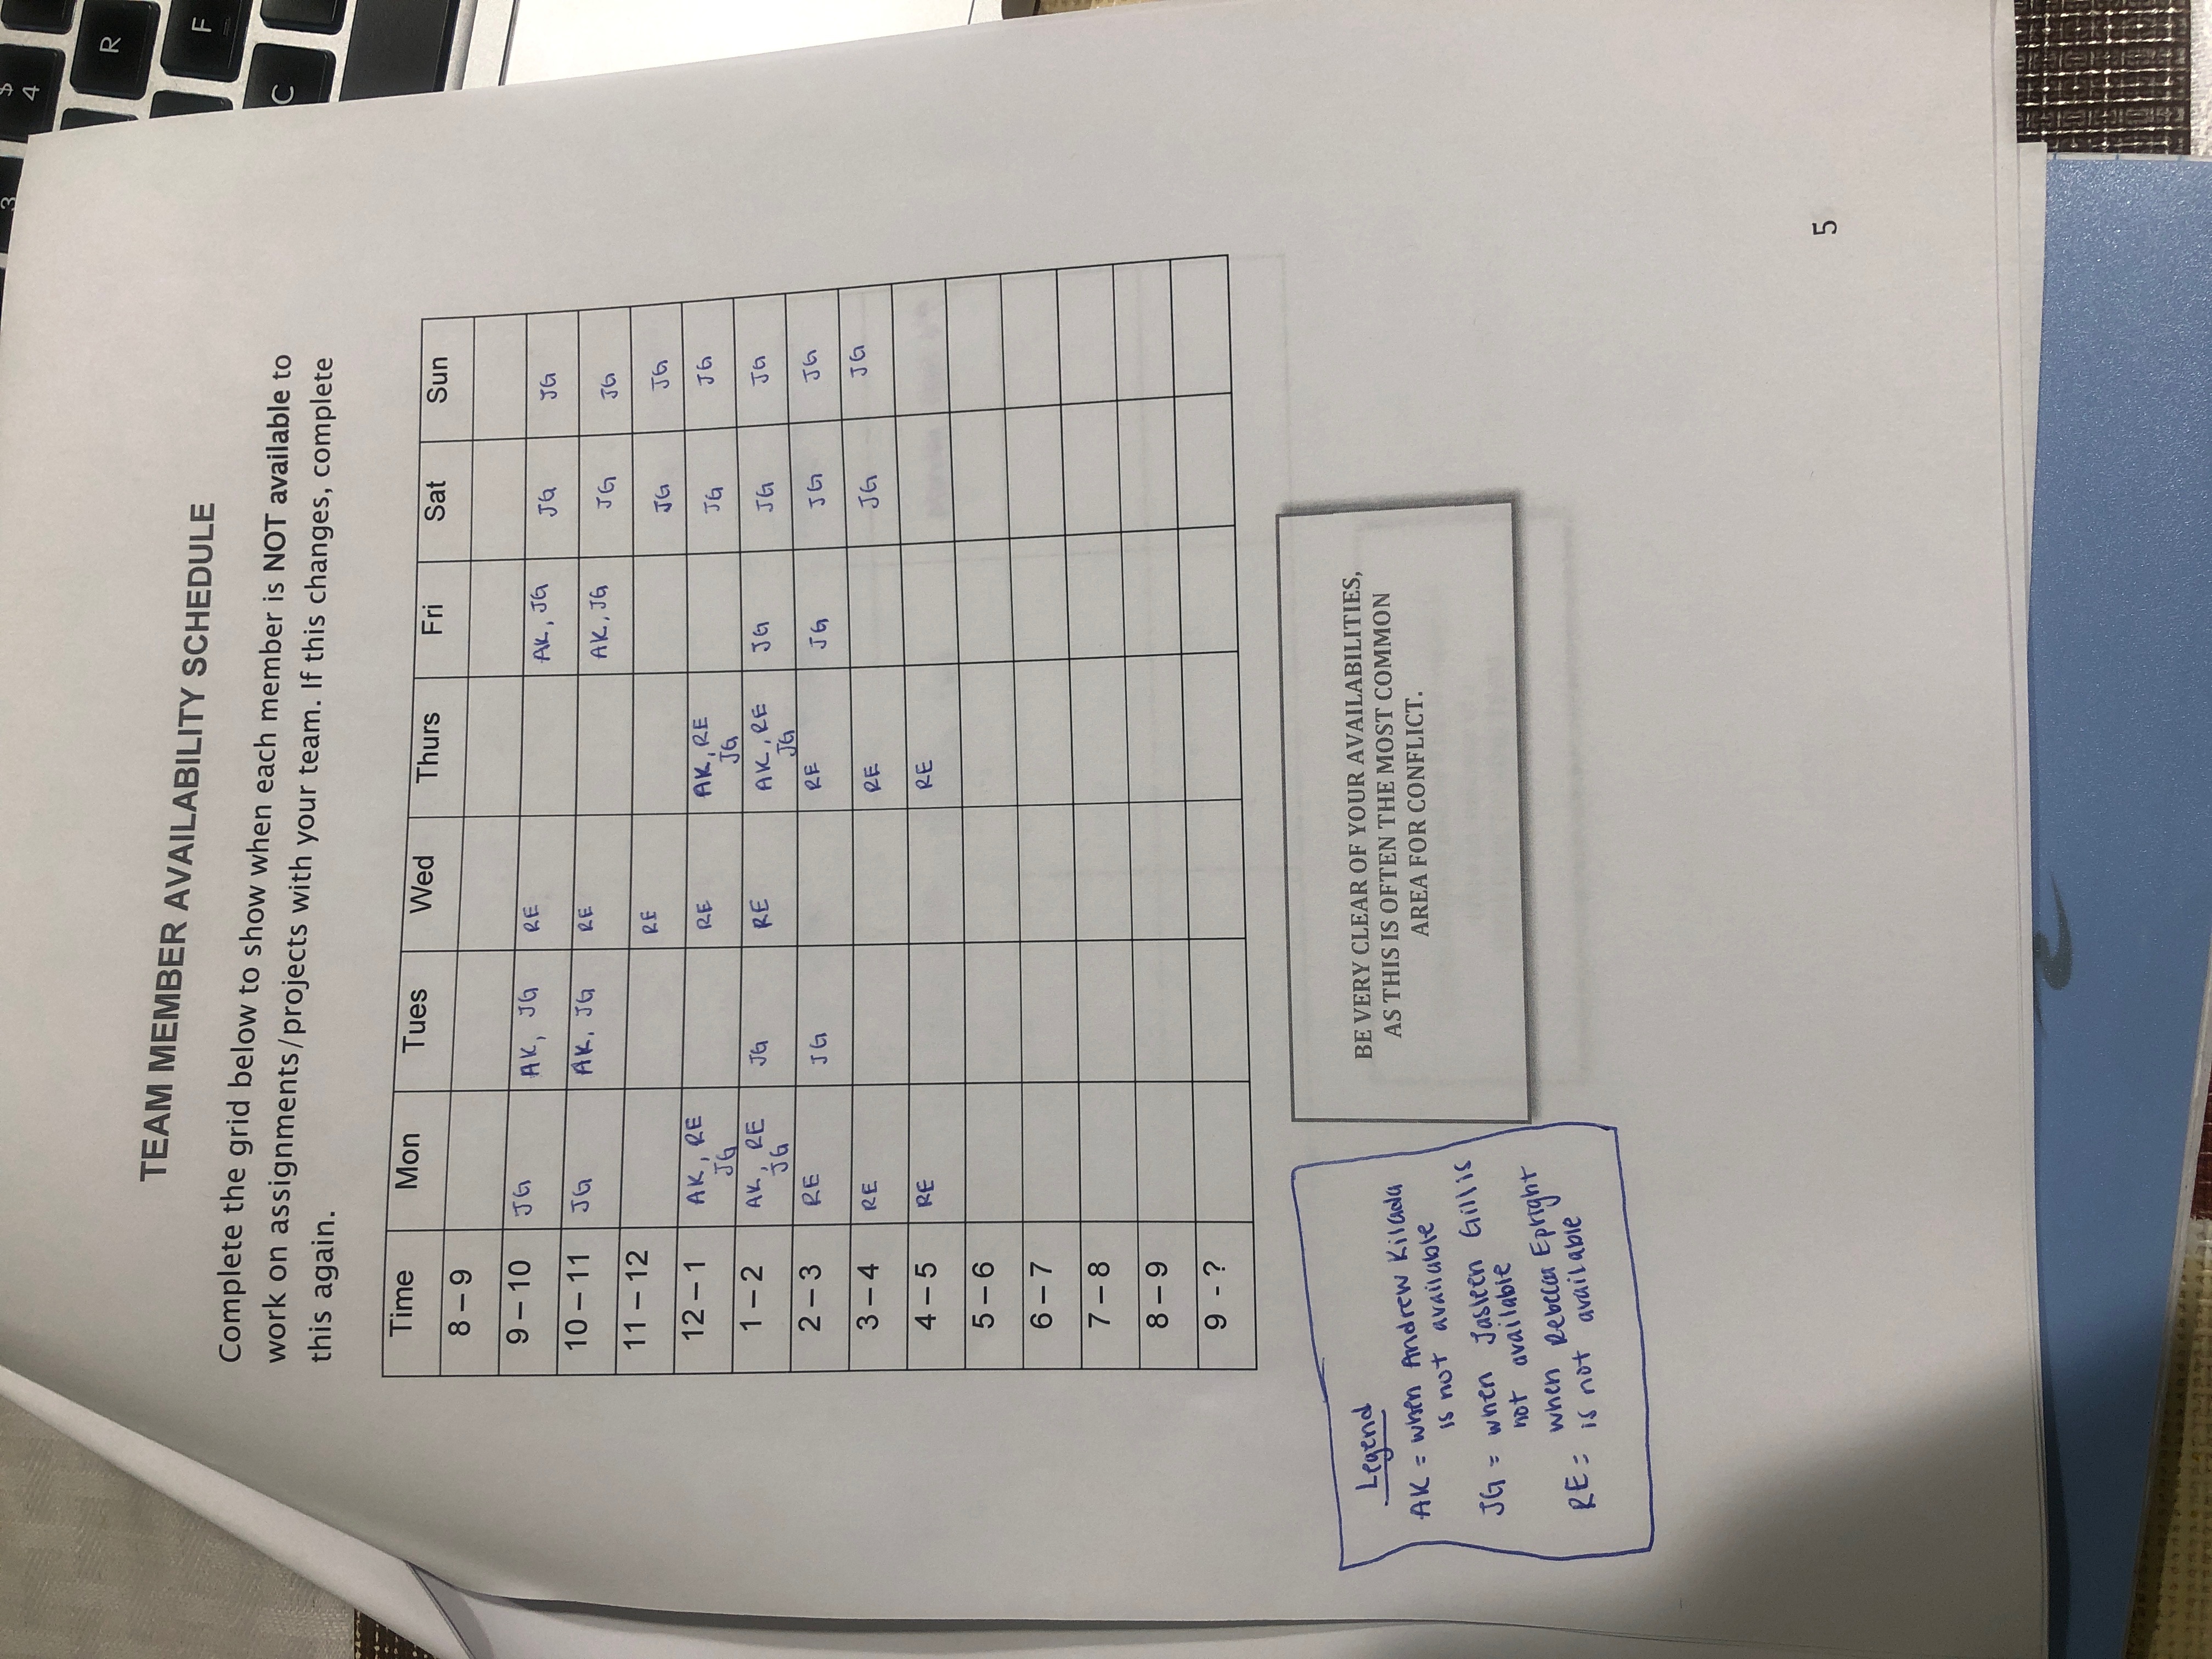 3
$
4
R
F
C
TEAM MEMBER AVAILABILITY SCHEDULE
Complete the grid below to show when each member is NOT available to
work on assignments/projects with your team. If this changes, complete
this again.
Time Mon Tues Wed Thurs Fri Sat Sun
8 – 9
9 – 10 JG AK, JG RE AK, JG JG JG
10 – 11 JG AK, JG RE AK, JG JG JG
11 – 12 RE JG JG
12 – 1 AK, RE JG RE AK, RE JG JG JG
1 – 2 AK, RE JG JG RE AK, RE JG JG JG JG
2 – 3 RE JG RE JG JG JG
3 – 4 RE RE JG JG
4 – 5 RE RE
5 – 6
6 – 7
7 – 8
8 – 9
9 - ?
Legend
AK = when Andrew Kilada
is not available
JG = when Jasleen Gill is
not available
when Rebecca Epright
RE = is not available
BE VERY CLEAR OF YOUR AVAILABILITIES,
AS THIS IS OFTEN THE MOST COMMON
AREA FOR CONFLICT.
5